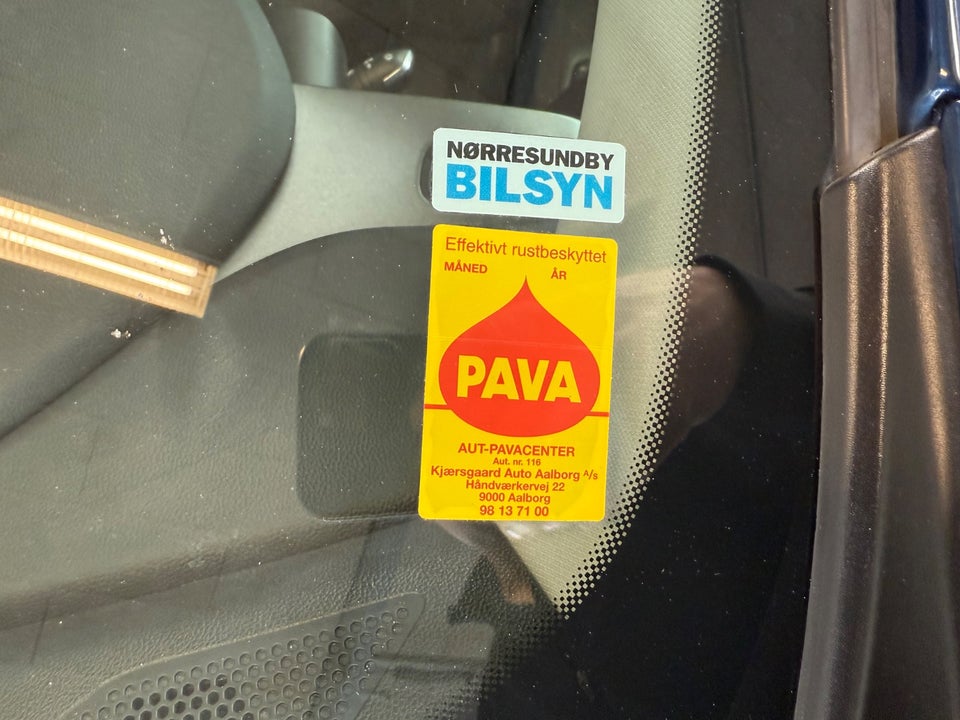 NØRRESUNDBY
BILSYN
Effektivt rustbeskyttet
MÅNED ÅR
PAVA
AUT-PAVACENTER
Aut. nr. 116
Kjærsgaard Auto Aalborg A/s
Håndværkervej 22
9000 Aalborg
98 13 71 00